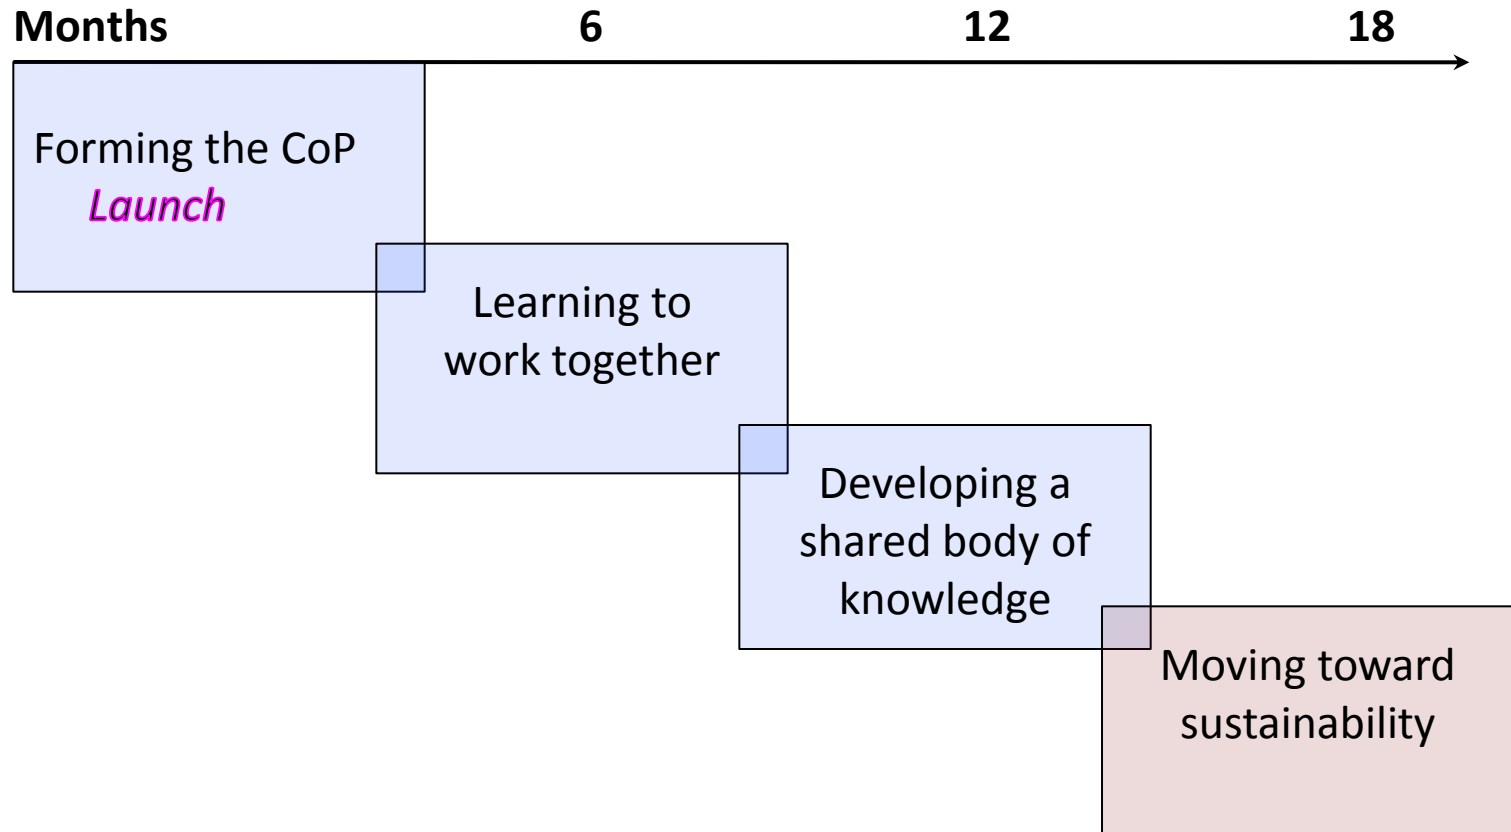 Months 6 12 18
Forming the CoP
Launch
Learning to
work together
Developing a
shared body of
knowledge
Moving toward
sustainability